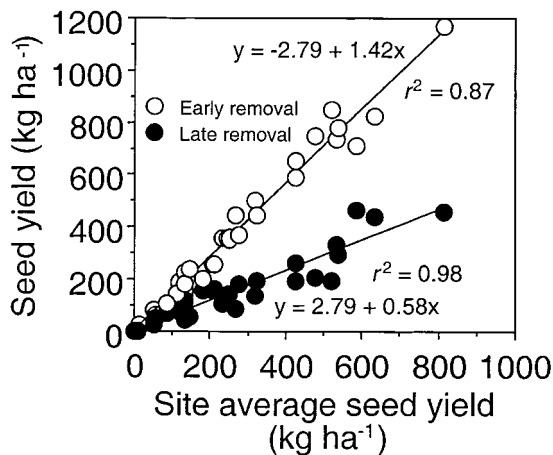 1200
1000
800
600
400
200
0
Seed yield (kg ha⁻¹)
y = -2.79 + 1.42x
r² = 0.87
Early removal
Late removal
r² = 0.98
y = 2.79 + 0.58x
0 200 400 600 800 1000
Site average seed yield
(kg ha⁻¹)